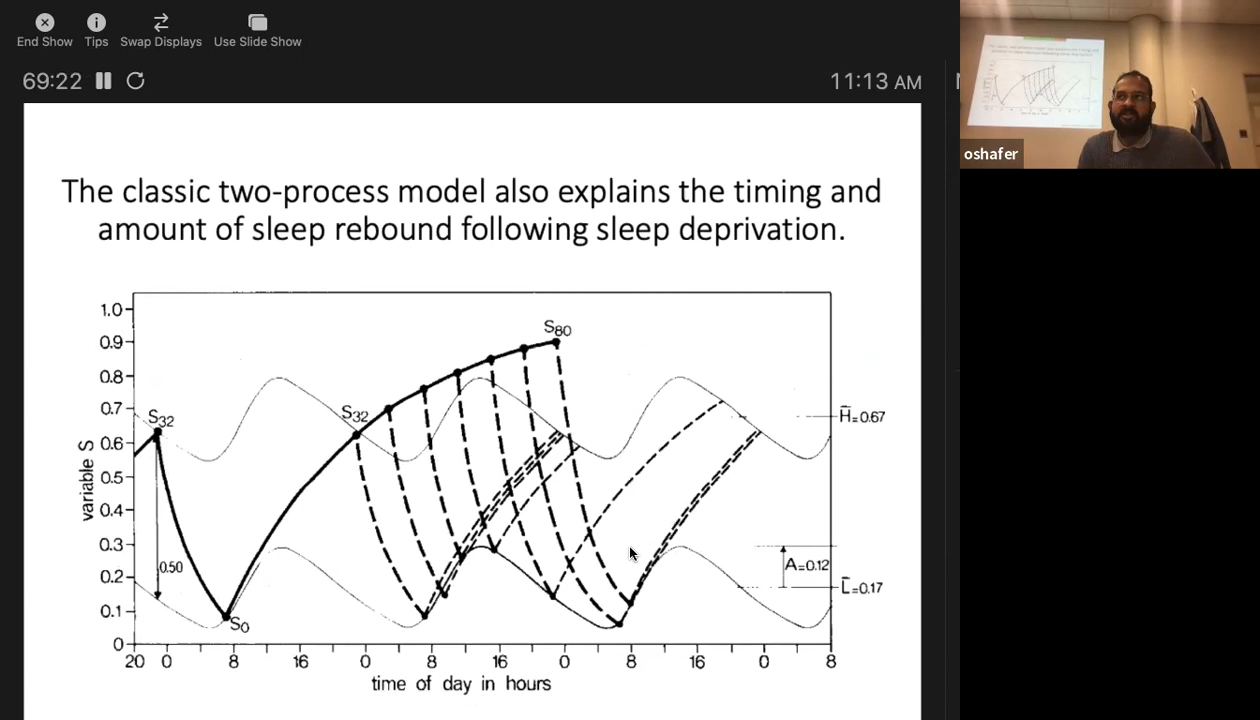 End Show
Tips
Swap Displays
Use Slide Show
69:22
11:13 AM
oshafer
The classic two-process model also explains the timing and
amount of sleep rebound following sleep deprivation.
variable S
1.0
0.9
0.8
0.7
0.6
0.5
0.4
0.3
0.2
0.1
0
S32
0.50
S0
S32
S80
H̄=0.67
A=0.12
L̄=0.17
20 0 8 16 0 8 16 0 8 16 0 8
time of day in hours